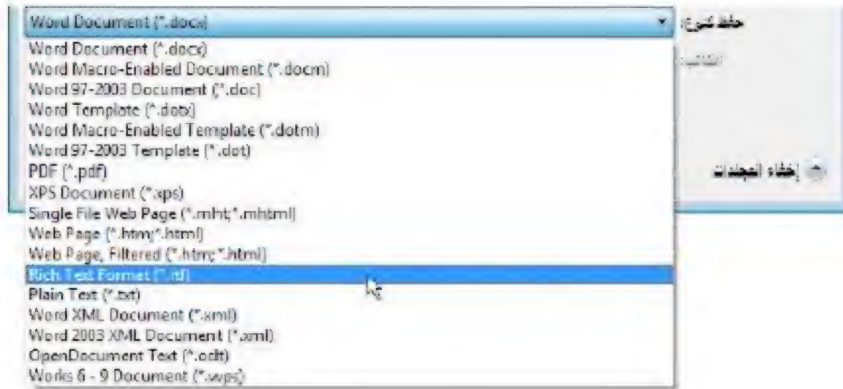 Word Document (*.docx)
حفظ كنوع:
Word Document (*.docx)
Word Macro-Enabled Document (*.docm)
Word 97-2003 Document (*.doc)
Word Template (*.dotx)
Word Macro-Enabled Template (*.dotm)
Word 97-2003 Template (*.dot)
PDF (*.pdf)
XPS Document (*.xps)
Single File Web Page (*.mht;*.mhtml)
Web Page (*.htm;*.html)
Web Page, Filtered (*.htm;*.html)
Rich Text Format (*.rtf)
Plain Text (*.txt)
Word XML Document (*.xml)
Word 2003 XML Document (*.xml)
OpenDocument Text (*.odt)
Works 6 - 9 Document (*.wps)
إخفاء المجلدات